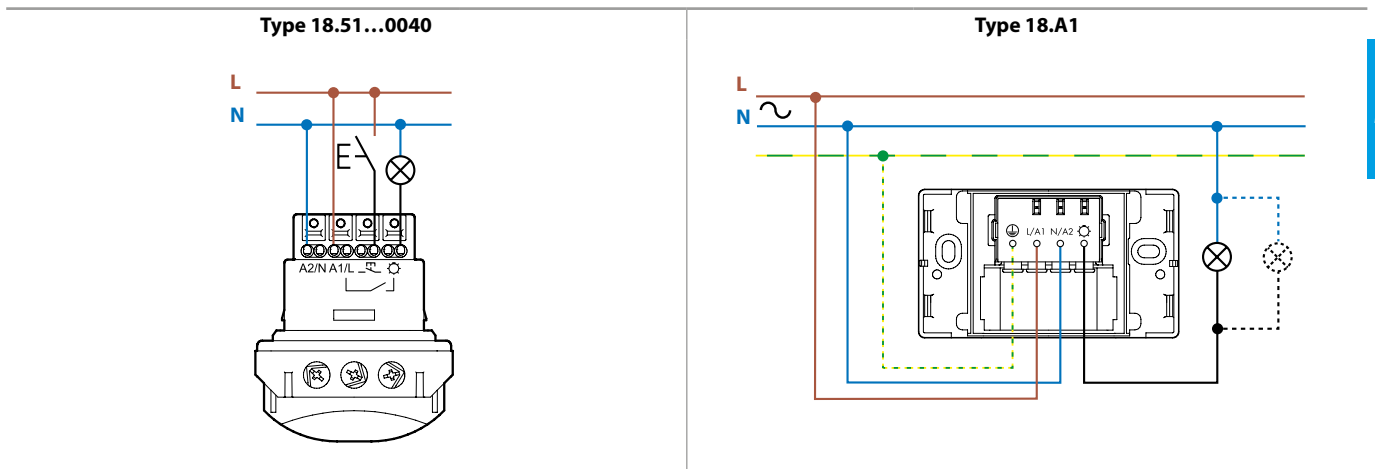 Type 18.51…0040
L
N
A2/N A1/L
Type 18.A1
L
N
L/A1 N/A2